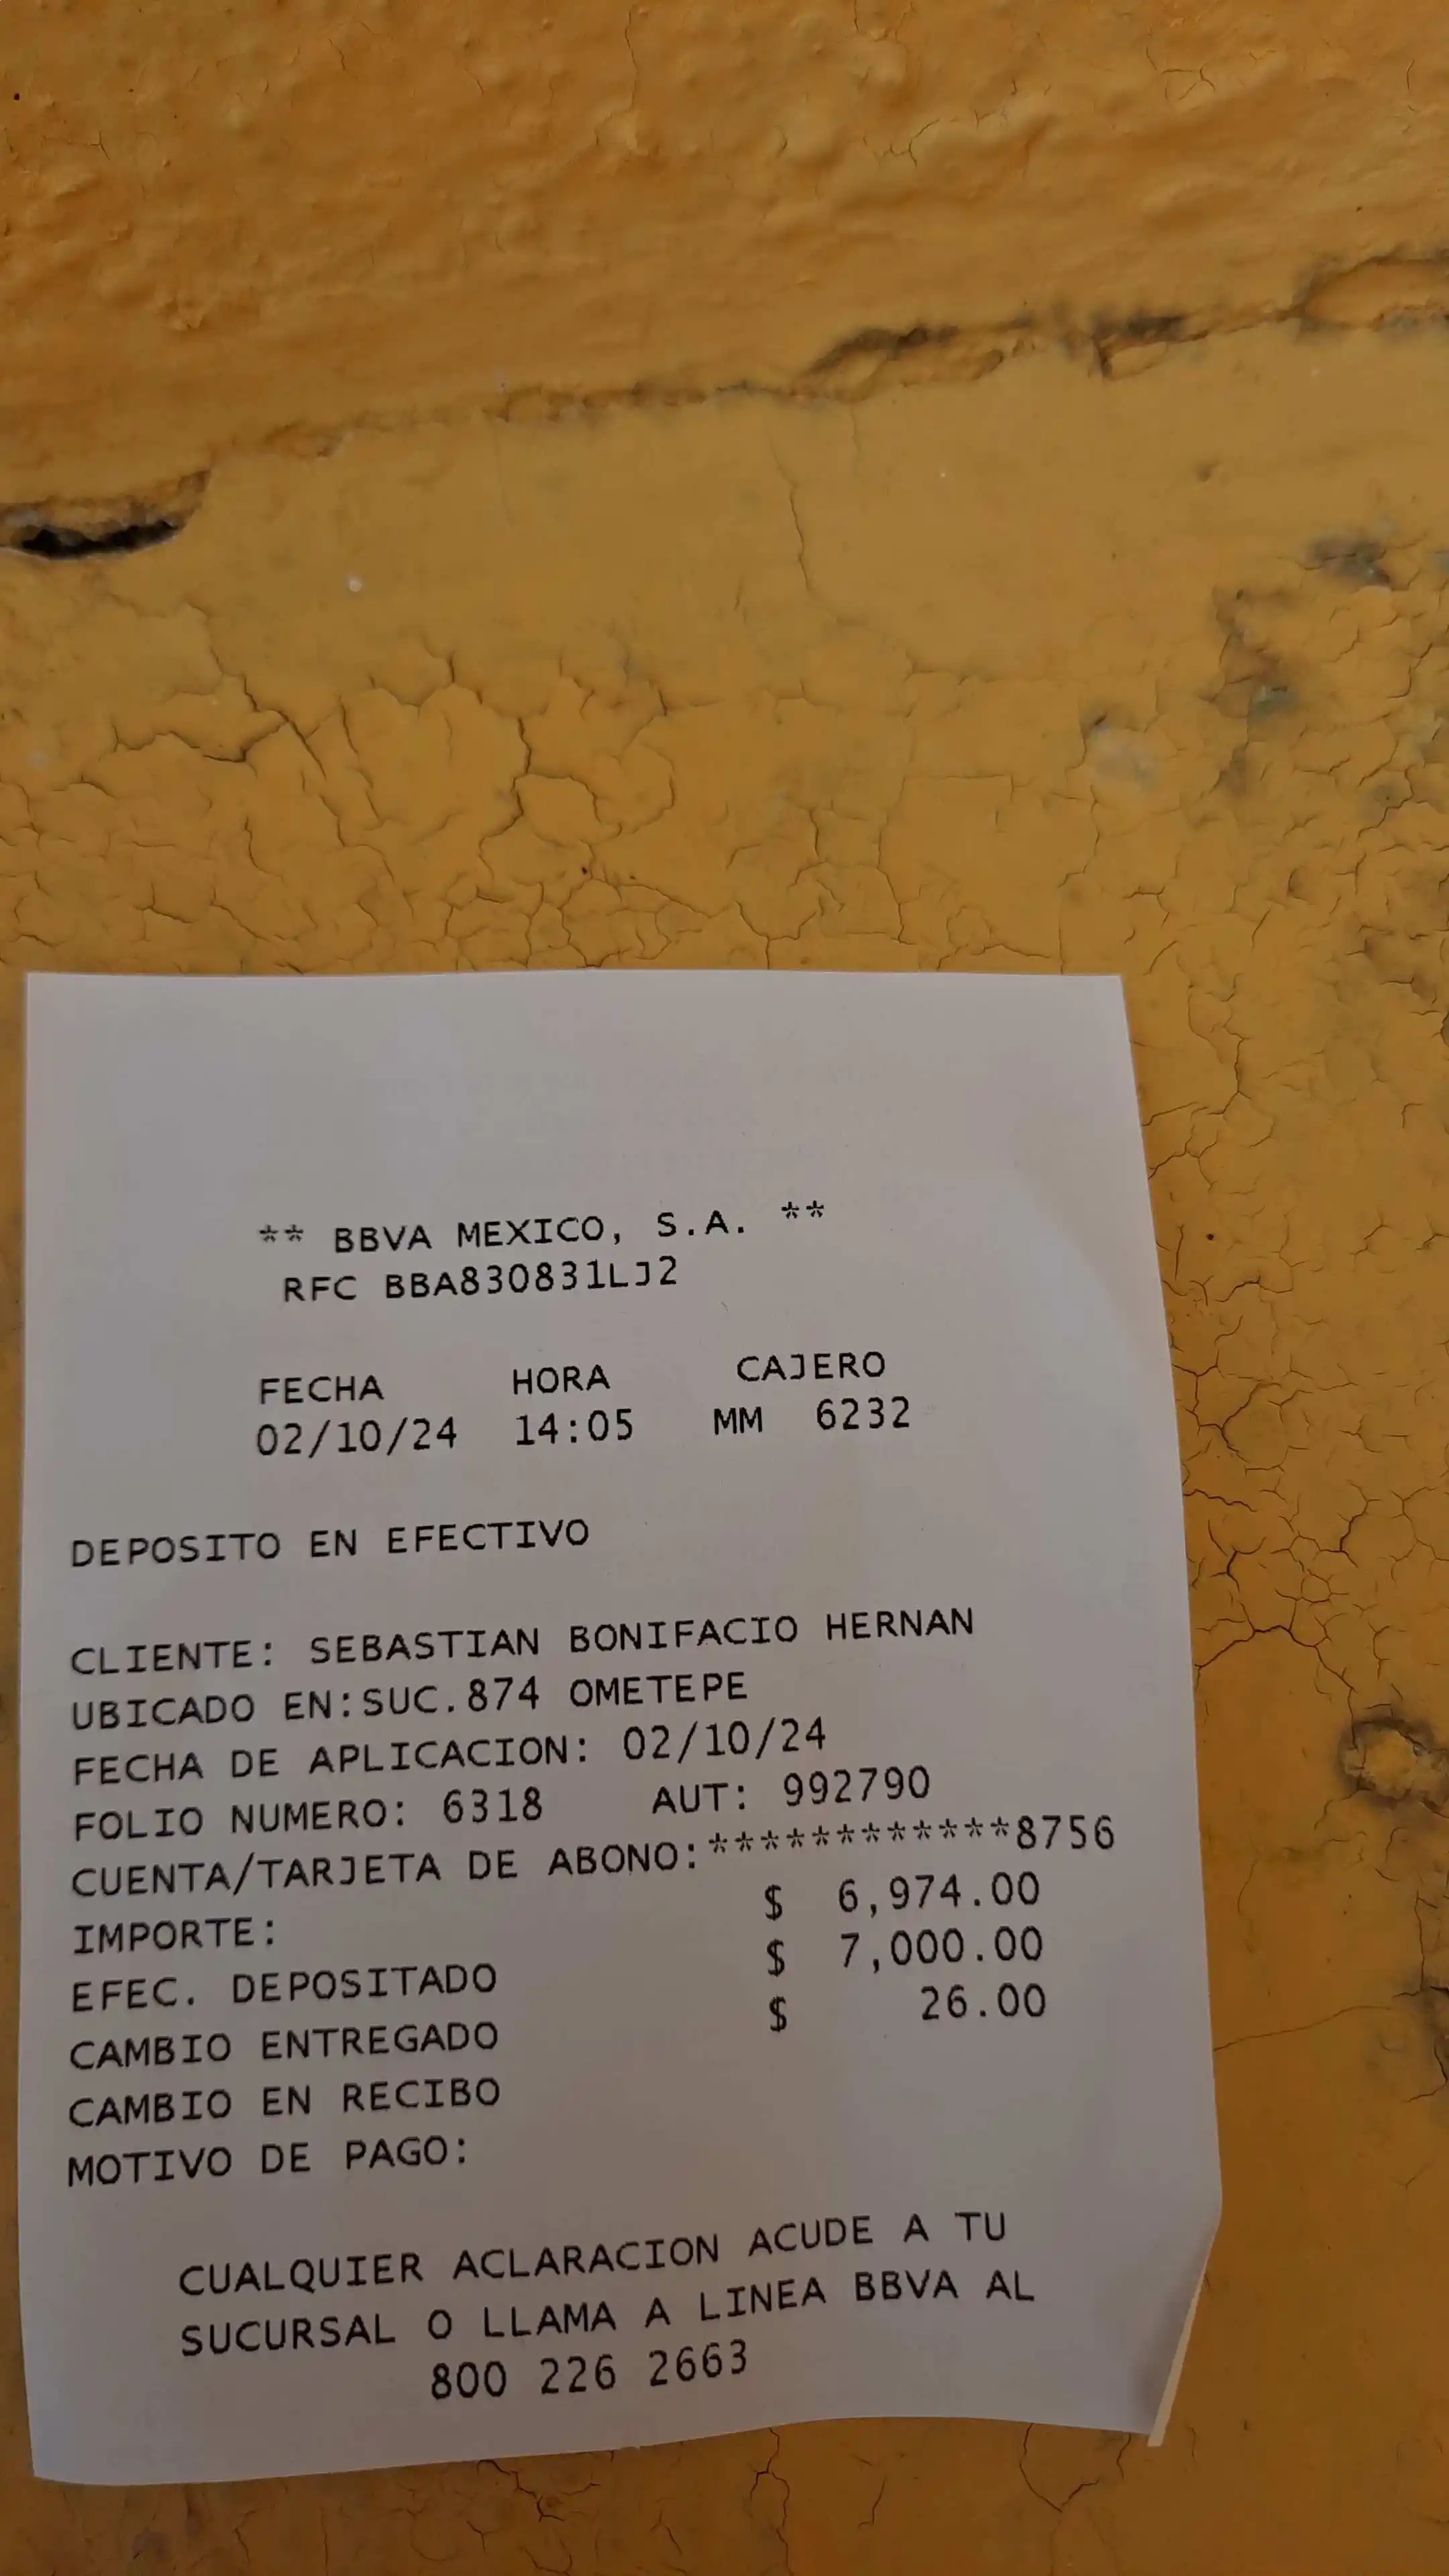 ** BBVA MEXICO, S.A. **
RFC BBA830831LJ2
FECHA HORA CAJERO
02/10/24 14:05 MM 6232
DEPOSITO EN EFECTIVO
CLIENTE: SEBASTIAN BONIFACIO HERNAN
UBICADO EN:SUC.874 OMETEPE
FECHA DE APLICACION: 02/10/24
FOLIO NUMERO: 6318 AUT: 992790
CUENTA/TARJETA DE ABONO:************8756
IMPORTE: $ 6,974.00
EFEC. DEPOSITADO $ 7,000.00
CAMBIO ENTREGADO $ 26.00
CAMBIO EN RECIBO
MOTIVO DE PAGO:
CUALQUIER ACLARACION ACUDE A TU
SUCURSAL O LLAMA A LINEA BBVA AL
800 226 2663